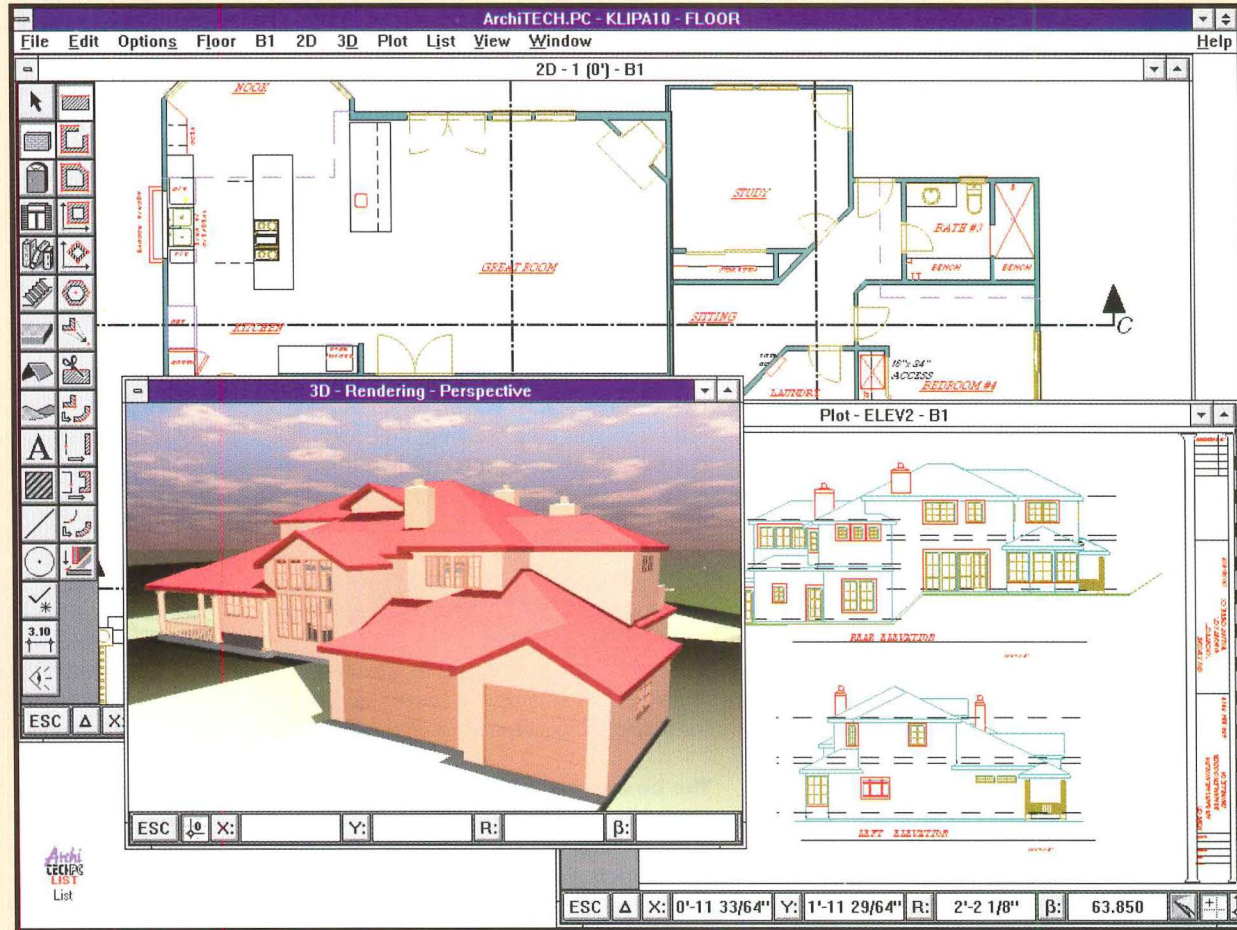 ArchiTECH.PC - KLIPA10 - FLOOR
File Edit Options Floor B1 2D 3D Plot List View Window Help
2D - 1 (0') - B1
NOOK
STUDY
BATH #3
GREAT ROOM
BENCH BENCH
SITTING
C
KITCHEN
16"x 24"
ACCESS
LAUNDRY
BEDROOM #4
3D - Rendering - Perspective
Plot - ELEV2 - B1
A
REAR ELEVATION
3.10
LEFT ELEVATION
ESC Δ X:
ESC X: Y: R: β:
Archi
TECH.PC
LIST
List
ESC Δ X: 0'-11 33/64" Y: 1'-11 29/64" R: 2'-2 1/8" β: 63.850